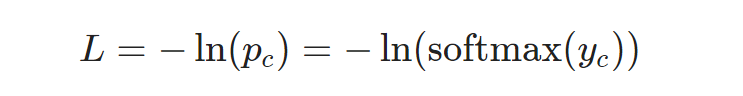 L = − ln(p_c) = − ln(softmax(y_c))